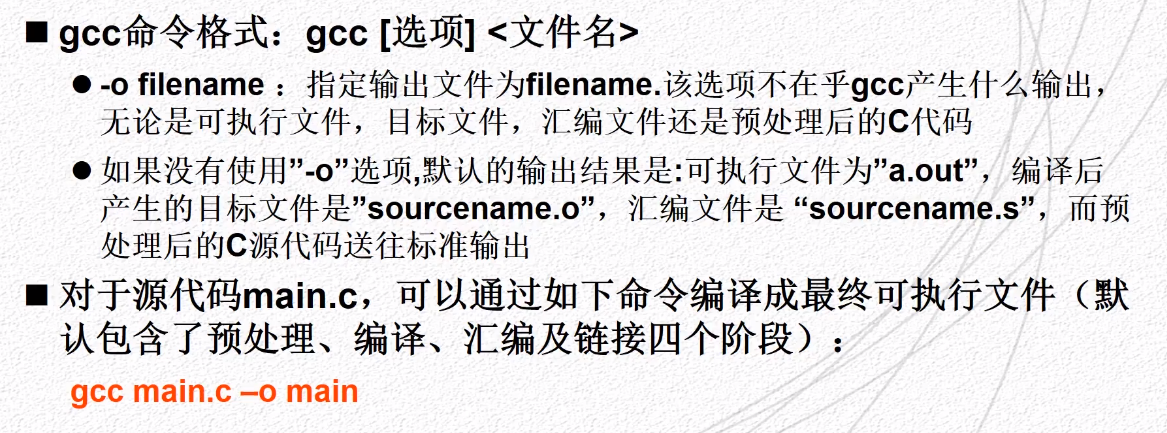 ■ gcc命令格式：gcc [选项] <文件名>
● -o filename ：指定输出文件为filename.该选项不在乎gcc产生什么输出，
无论是可执行文件，目标文件，汇编文件还是预处理后的C代码
● 如果没有使用”-o”选项,默认的输出结果是:可执行文件为”a.out”，编译后
产生的目标文件是”sourcename.o”，汇编文件是 “sourcename.s”，而预
处理后的C源代码送往标准输出
■ 对于源代码main.c，可以通过如下命令编译成最终可执行文件（默
认包含了预处理、编译、汇编及链接四个阶段）：
gcc main.c –o main